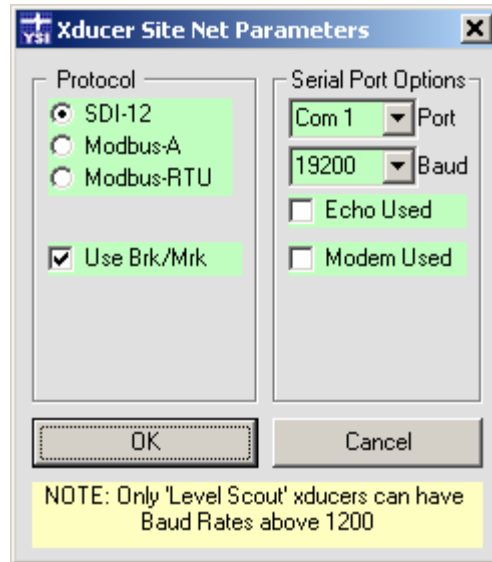 YSI Xducer Site Net Parameters
Protocol
SDI-12
Modbus-A
Modbus-RTU
Use Brk/Mrk
Serial Port Options
Com 1 Port
19200 Baud
Echo Used
Modem Used
OK
Cancel
NOTE: Only 'Level Scout' xducers can have
Baud Rates above 1200